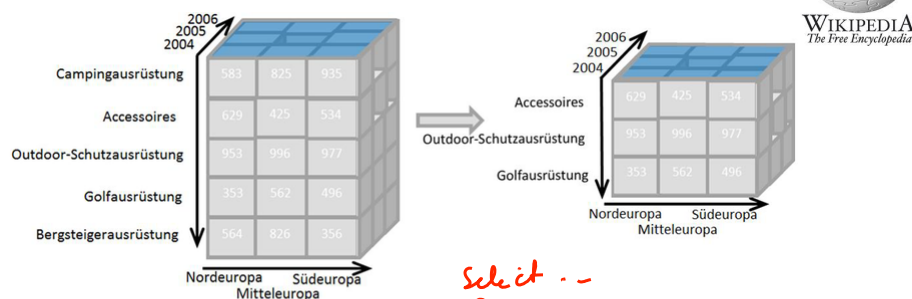 2006
2005
2004
Campingausrüstung
583 825 935
Accessoires
629 425 534
Outdoor-Schutzausrüstung
953 996 977
Golfausrüstung
353 562 496
Bergsteigerausrüstung
564 826 356
Nordeuropa
Mitteleuropa
Südeuropa
2006
2005
2004
Accessoires
629 425 534
Outdoor-Schutzausrüstung
953 996 977
Golfausrüstung
353 562 496
Nordeuropa
Mitteleuropa
Südeuropa
WIKIPEDIA
The Free Encyclopedia
Select . -